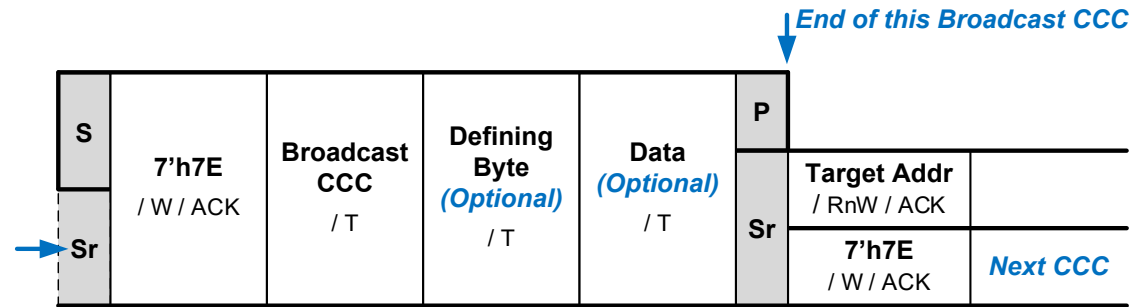 End of this Broadcast CCC
S
Sr
7’h7E
/ W / ACK
Broadcast
CCC
/ T
Defining
Byte
(Optional)
/ T
Data
(Optional)
/ T
P
Sr
Target Addr
/ RnW / ACK
7’h7E
/ W / ACK
Next CCC